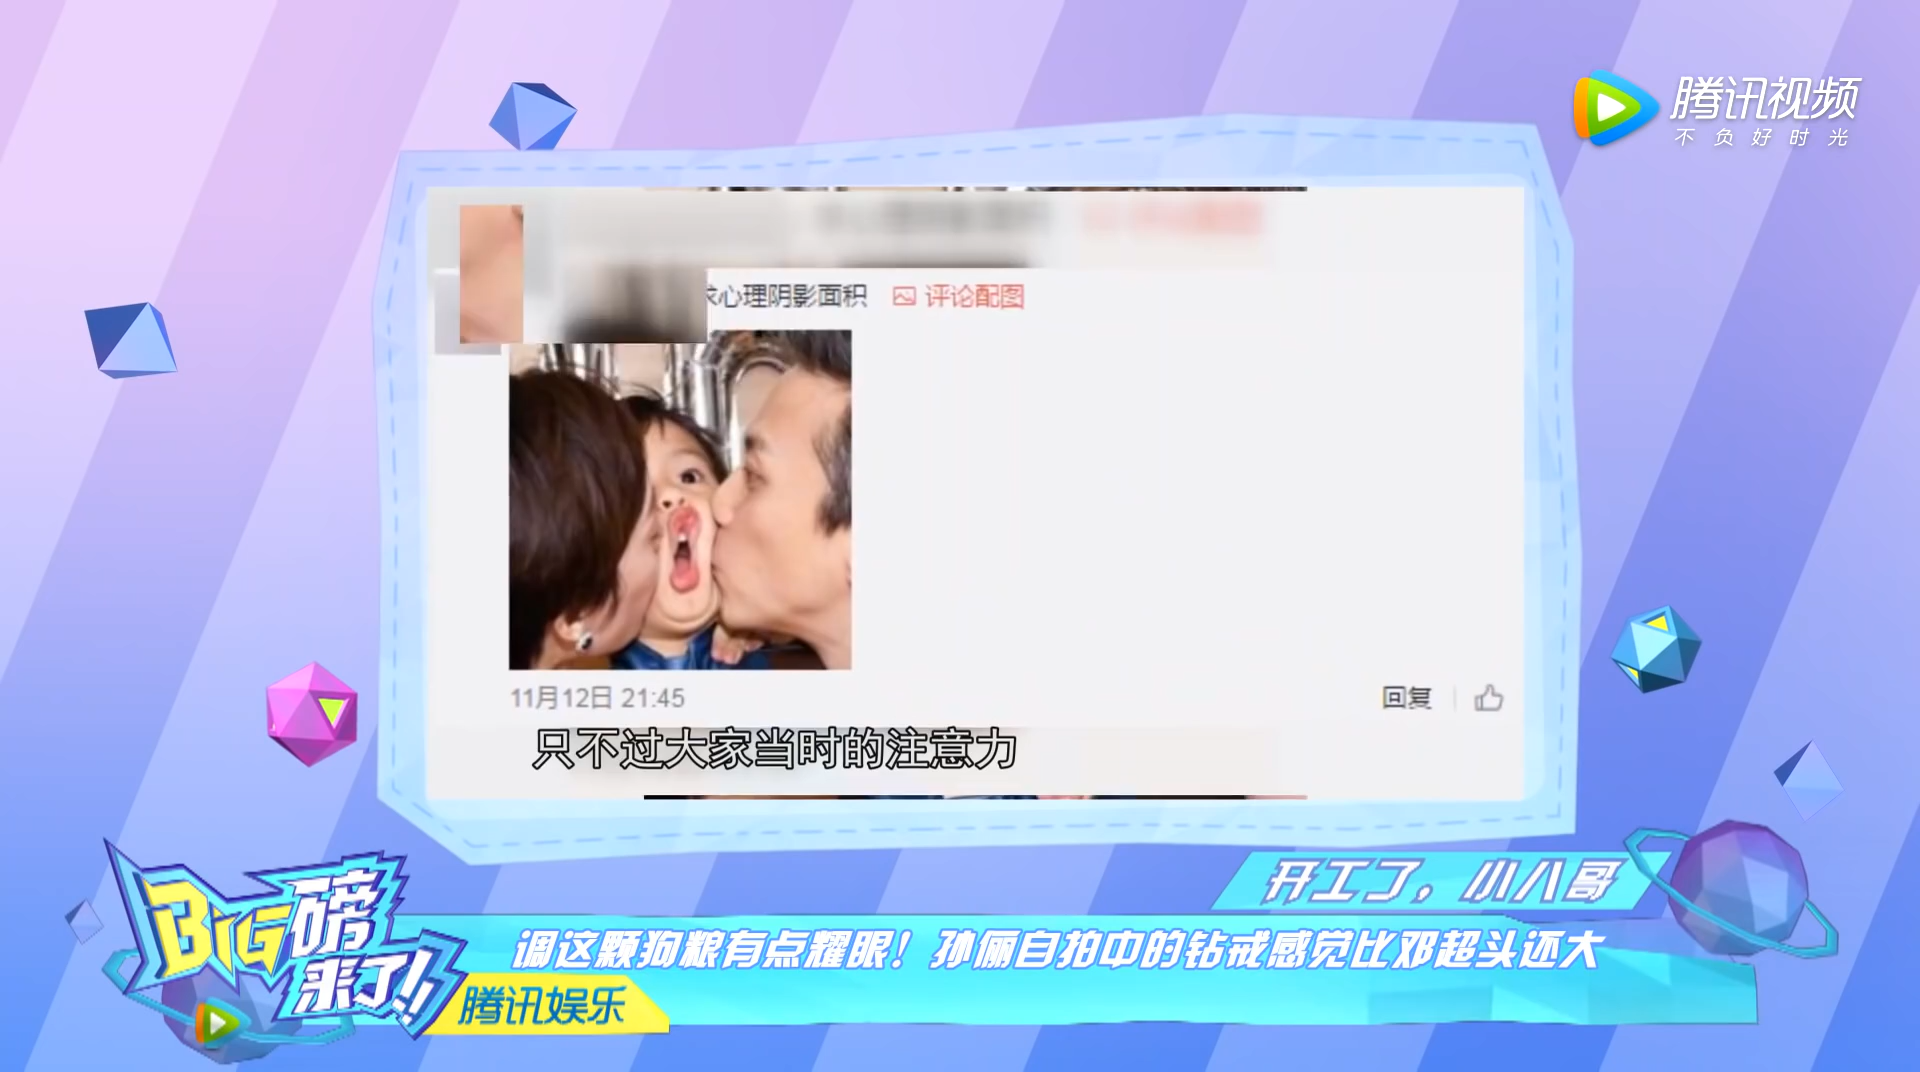 腾讯视频
不负好时光
心理阴影面积 评论配图
11月12日 21:45
回复
只不过大家当时的注意力
开工了，小八哥
BIG磅
来了!!
调这颗狗粮有点耀眼！孙俪自拍中的钻戒感觉比邓超头还大
腾讯娱乐